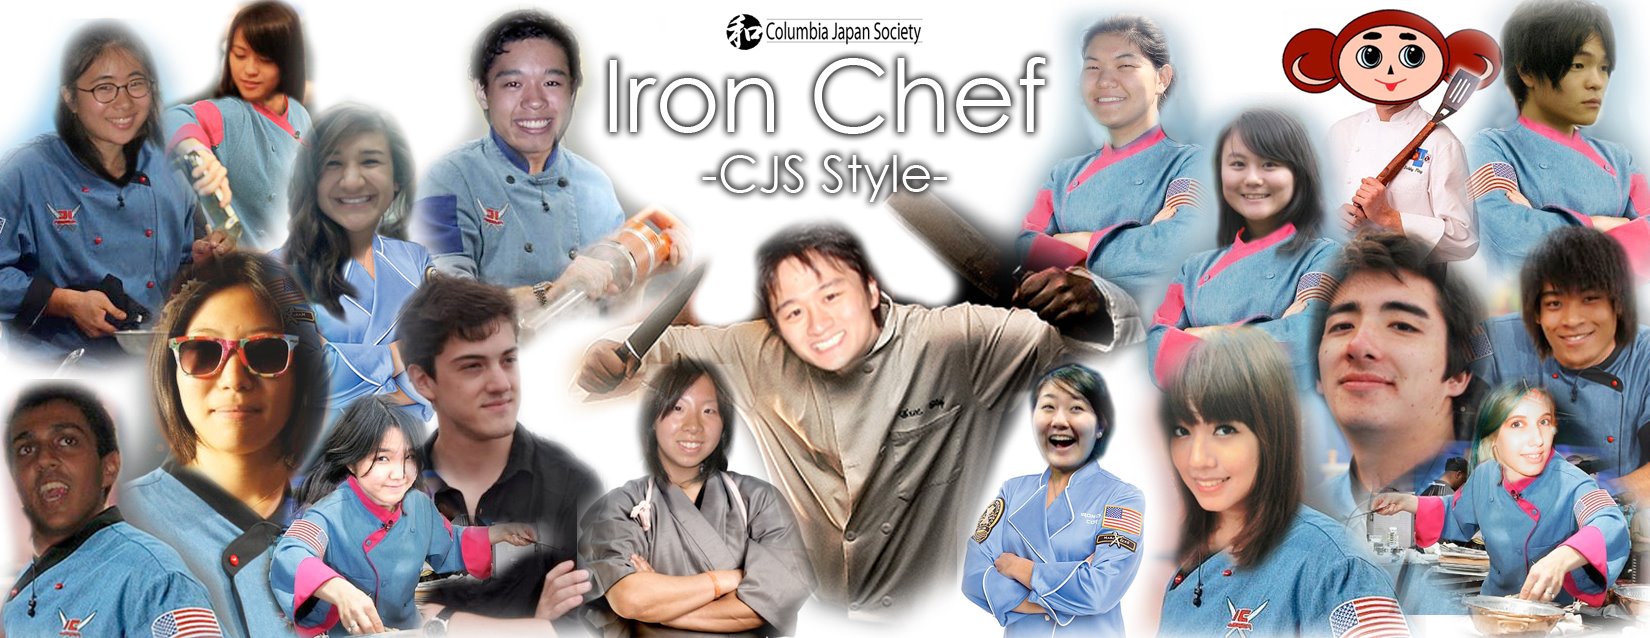 和 Columbia Japan Society
Iron Chef
-CJS Style-